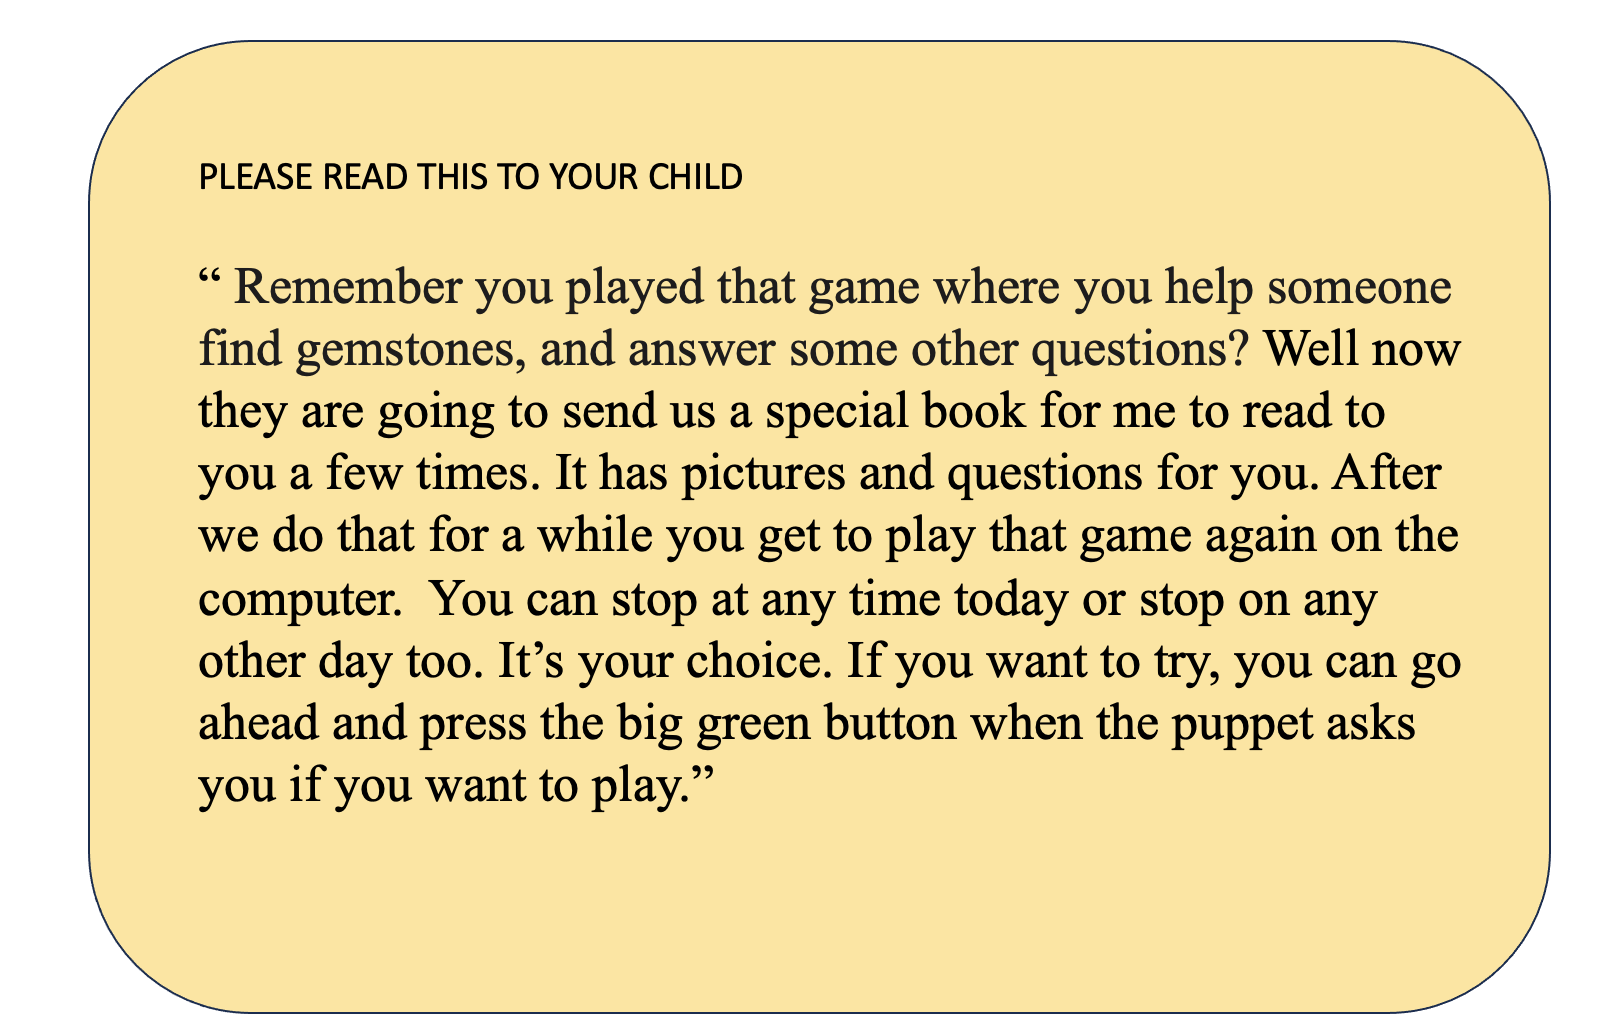 PLEASE READ THIS TO YOUR CHILD
“ Remember you played that game where you help someone
find gemstones, and answer some other questions? Well now
they are going to send us a special book for me to read to
you a few times. It has pictures and questions for you. After
we do that for a while you get to play that game again on the
computer.  You can stop at any time today or stop on any
other day too. It’s your choice. If you want to try, you can go
ahead and press the big green button when the puppet asks
you if you want to play.”